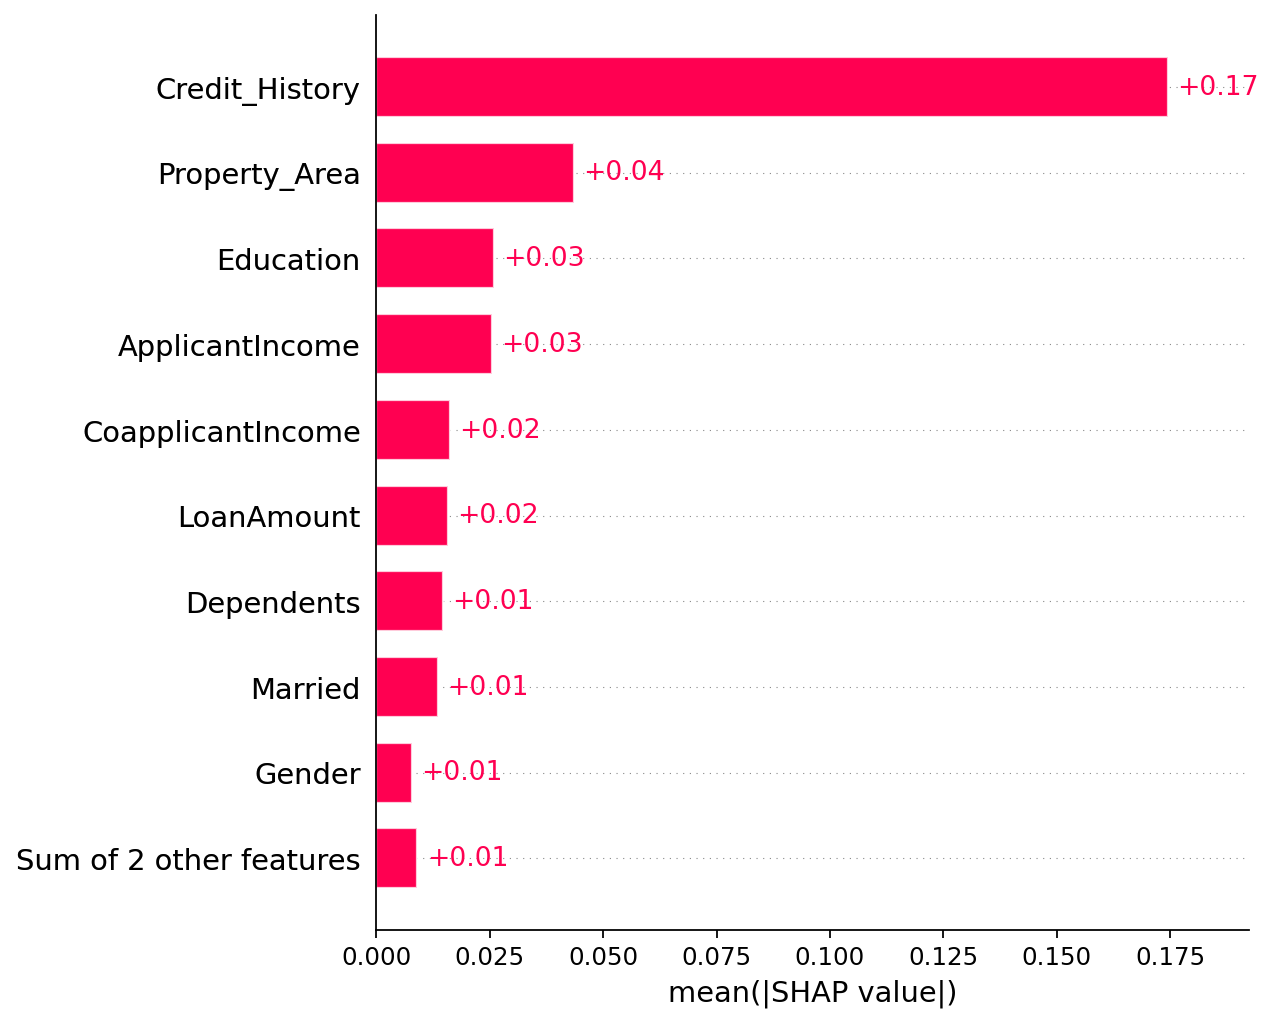 Credit_History +0.17
Property_Area +0.04
Education +0.03
ApplicantIncome +0.03
CoapplicantIncome +0.02
LoanAmount +0.02
Dependents +0.01
Married +0.01
Gender +0.01
Sum of 2 other features +0.01
0.000 0.025 0.050 0.075 0.100 0.125 0.150 0.175
mean(|SHAP value|)